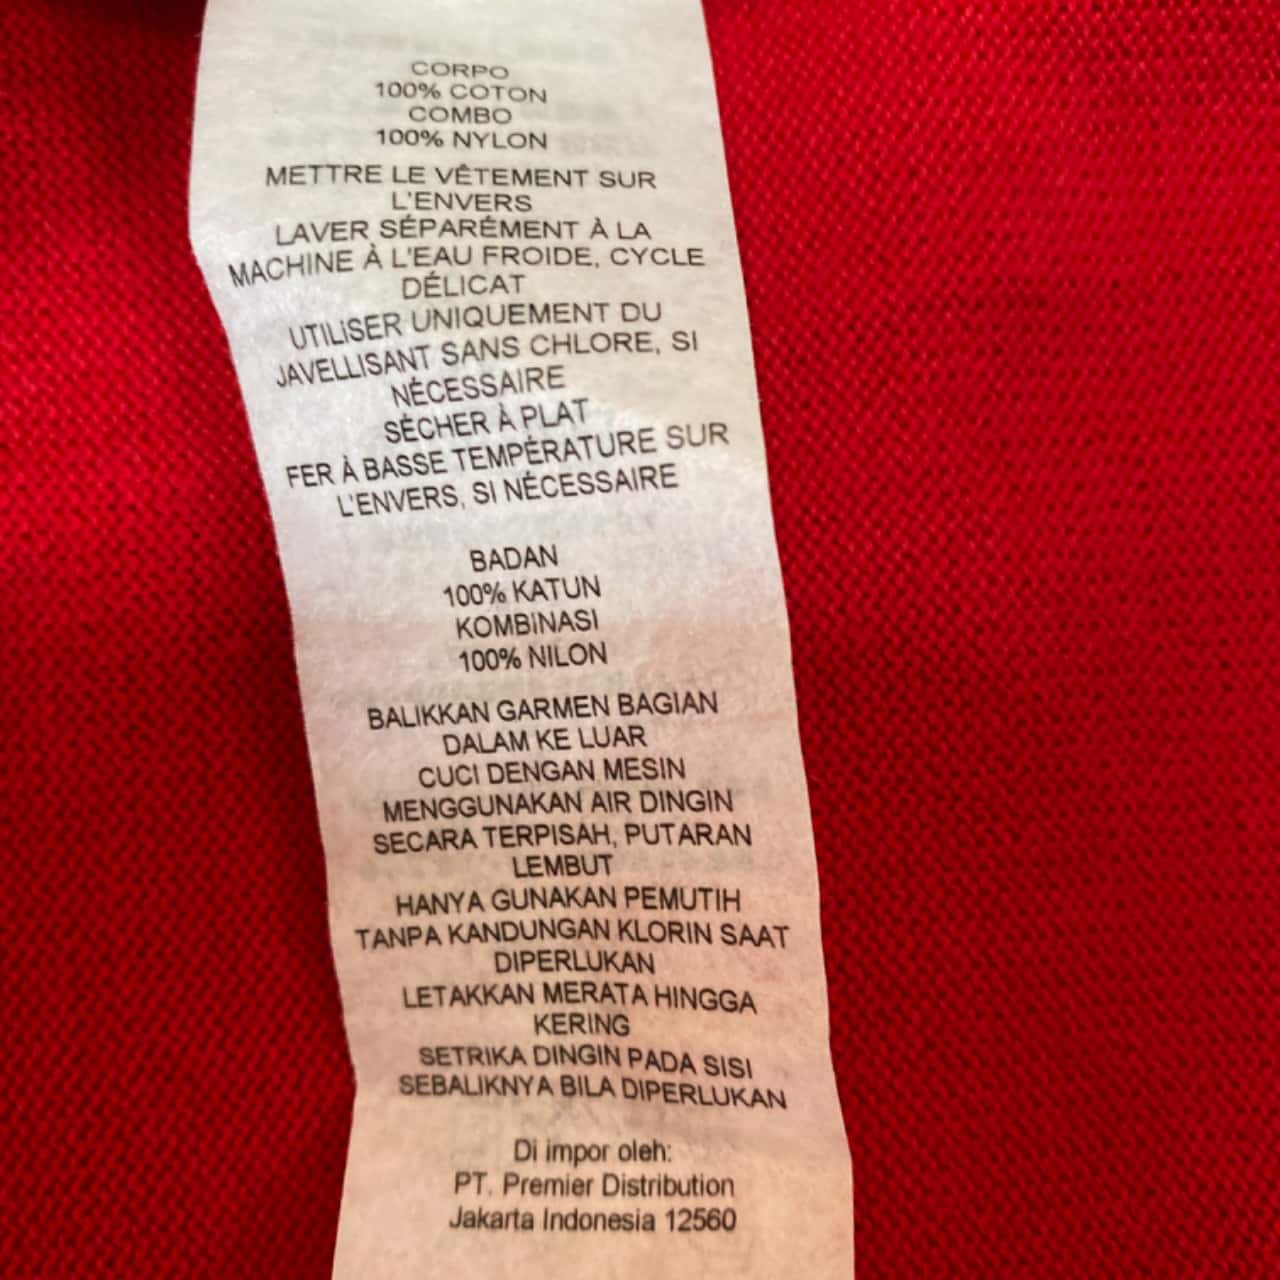 CORPO
100% COTON
COMBO
100% NYLON
METTRE LE VÊTEMENT SUR
L'ENVERS
LAVER SÉPARÉMENT À LA
MACHINE À L'EAU FROIDE, CYCLE
DÉLICAT
UTILISER UNIQUEMENT DU
JAVELLISANT SANS CHLORE, SI
NÉCESSAIRE
SÉCHER À PLAT
FER À BASSE TEMPÉRATURE SUR
L'ENVERS, SI NÉCESSAIRE
BADAN
100% KATUN
KOMBINASI
100% NILON
BALIKKAN GARMEN BAGIAN
DALAM KE LUAR
CUCI DENGAN MESIN
MENGGUNAKAN AIR DINGIN
SECARA TERPISAH, PUTARAN
LEMBUT
HANYA GUNAKAN PEMUTIH
TANPA KANDUNGAN KLORIN SAAT
DIPERLUKAN
LETAKKAN MERATA HINGGA
KERING
SETRIKA DINGIN PADA SISI
SEBALIKNYA BILA DIPERLUKAN
Di impor oleh:
PT. Premier Distribution
Jakarta Indonesia 12560